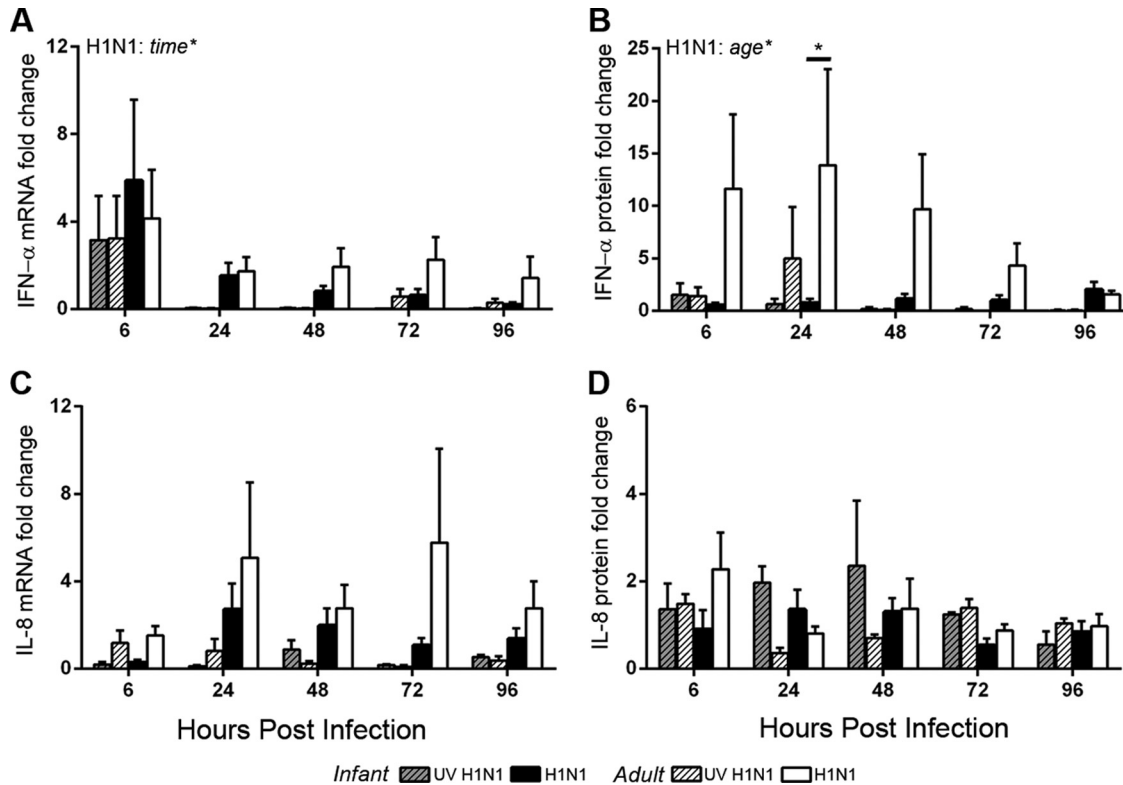 A
H1N1: time*
IFN-α mRNA fold change
12
8
4
0
6 24 48 72 96
B
H1N1: age*
*
IFN-α protein fold change
25
20
15
10
5
0
6 24 48 72 96
C
IL-8 mRNA fold change
12
8
4
0
6 24 48 72 96
Hours Post Infection
D
IL-8 protein fold change
6
4
2
0
6 24 48 72 96
Hours Post Infection
Infant UV H1N1 H1N1 Adult UV H1N1 H1N1